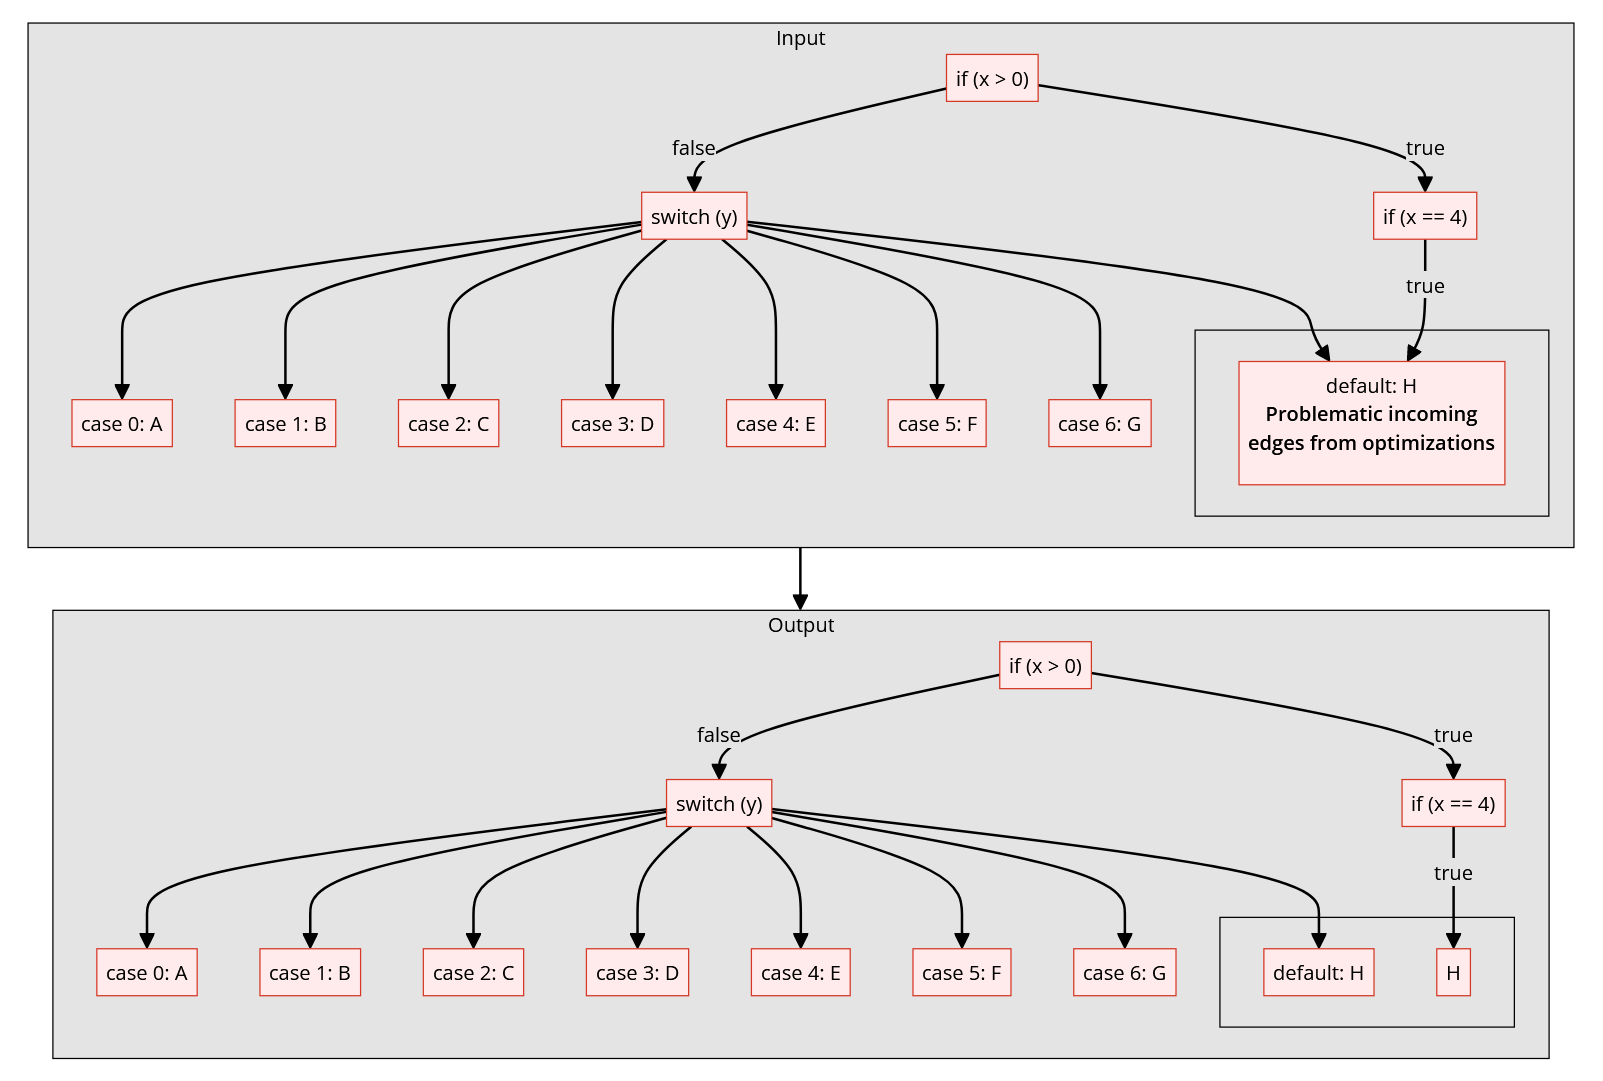 Input
if (x > 0)
false
true
switch (y)
if (x == 4)
true
default: H
Problematic incoming
edges from optimizations
case 0: A
case 1: B
case 2: C
case 3: D
case 4: E
case 5: F
case 6: G
Output
if (x > 0)
false
true
switch (y)
if (x == 4)
true
case 0: A
case 1: B
case 2: C
case 3: D
case 4: E
case 5: F
case 6: G
default: H
H